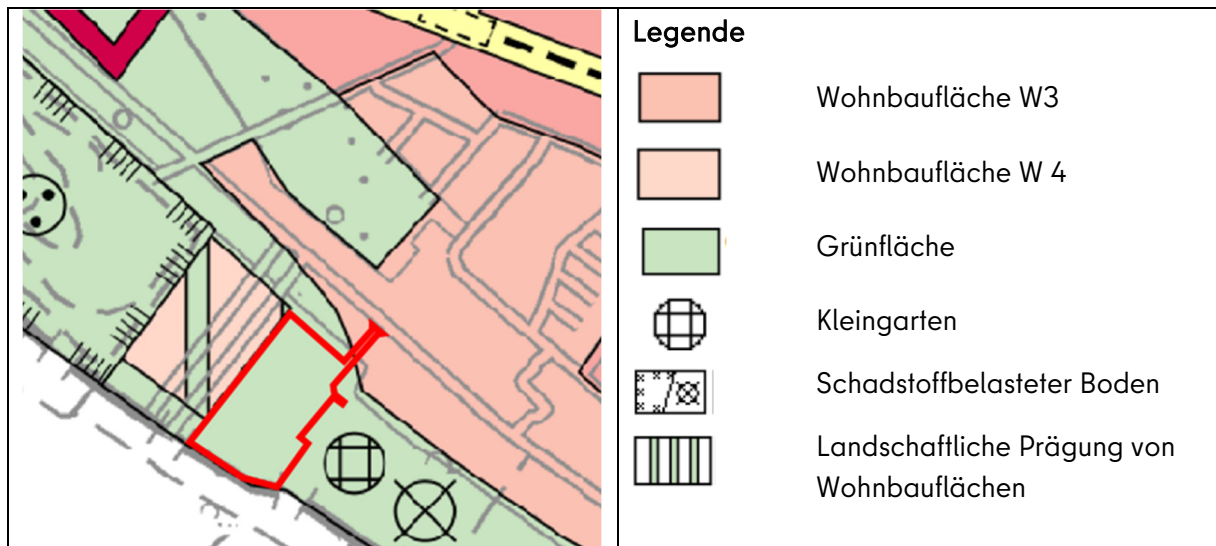 Legende
Wohnbaufläche W3
Wohnbaufläche W 4
Grünfläche
Kleingarten
Schadstoffbelasteter Boden
Landschaftliche Prägung von
Wohnbauflächen